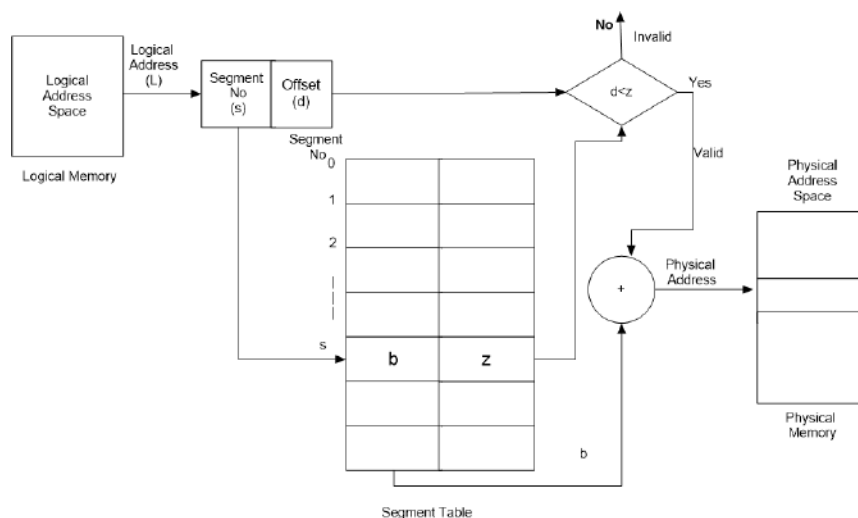 No
Invalid
Logical
Address (L)
Logical
Address
Space
Segment
No
(s)
Offset
(d)
d<z
Yes
Logical Memory
Segment
No
0
1
2
s
b
z
Valid
+
Physical
Address
Physical
Address
Space
Physical
Memory
b
Segment Table